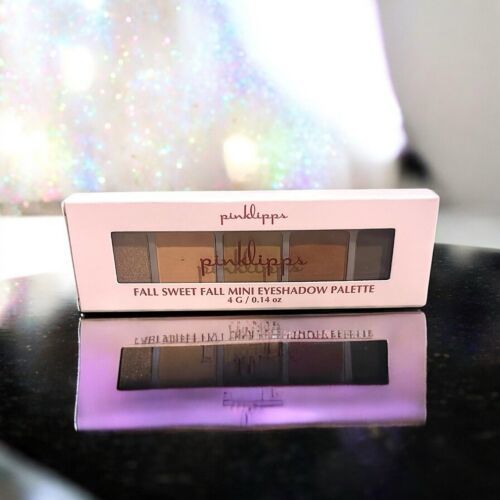 pinklipps
pinklipps
FALL SWEET FALL MINI EYESHADOW PALETTE
4 G / 0.14 oz